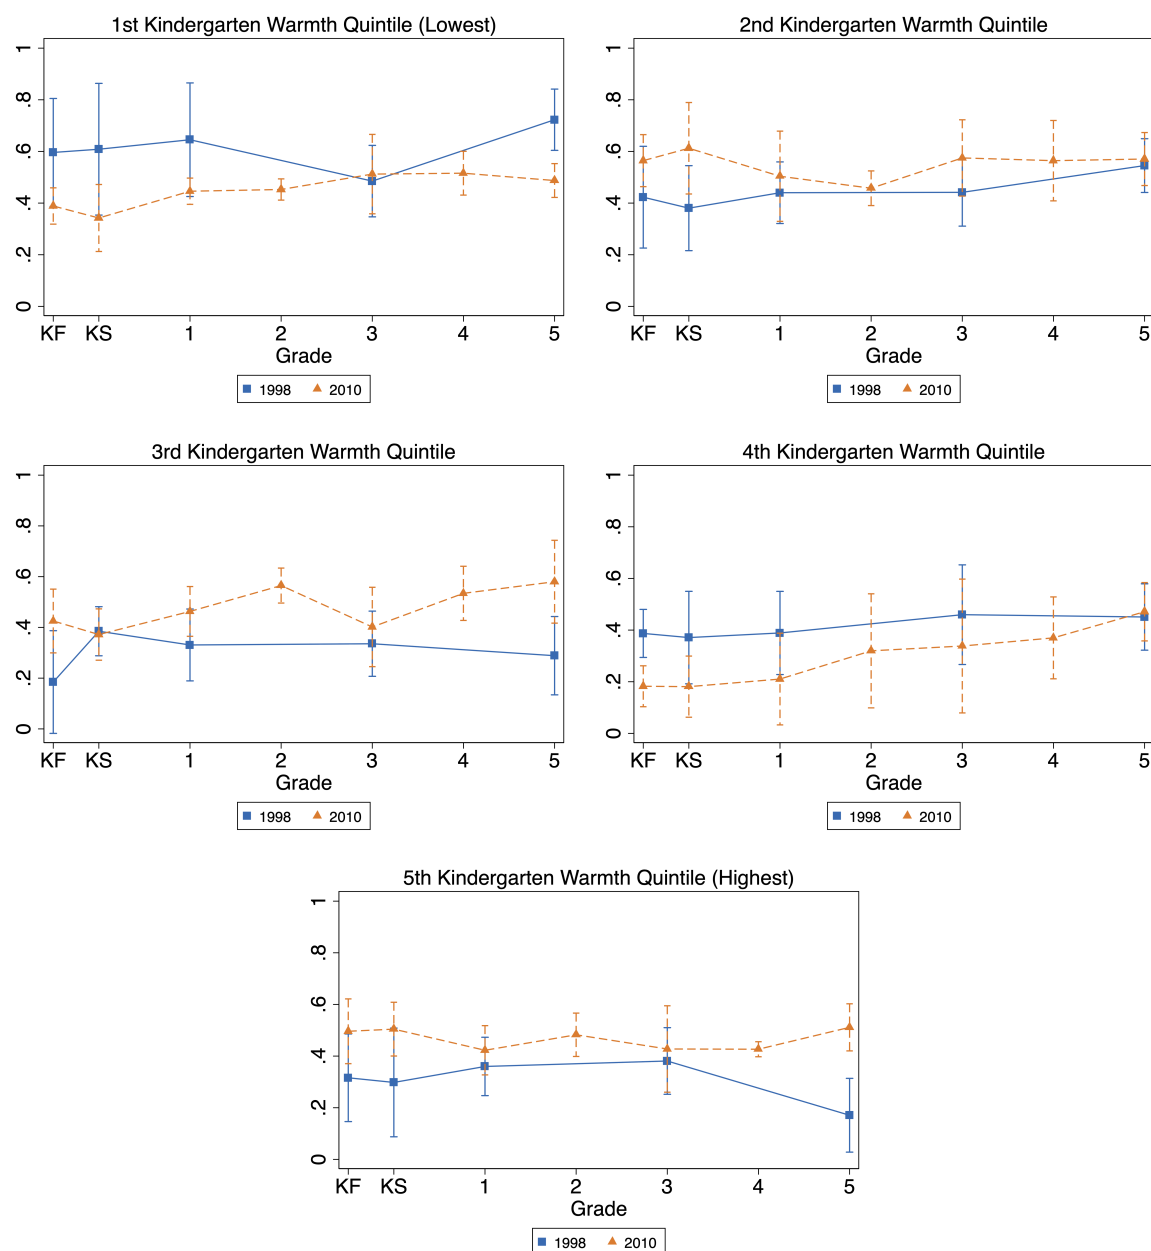 1st Kindergarten Warmth Quintile (Lowest)
1
.8
.6
.4
.2
0
KF KS 1 2 3 4 5
Grade
1998 2010
2nd Kindergarten Warmth Quintile
1
.8
.6
.4
.2
0
KF KS 1 2 3 4 5
Grade
1998 2010
3rd Kindergarten Warmth Quintile
1
.8
.6
.4
.2
0
KF KS 1 2 3 4 5
Grade
1998 2010
4th Kindergarten Warmth Quintile
1
.8
.6
.4
.2
0
KF KS 1 2 3 4 5
Grade
1998 2010
5th Kindergarten Warmth Quintile (Highest)
1
.8
.6
.4
.2
0
KF KS 1 2 3 4 5
Grade
1998 2010